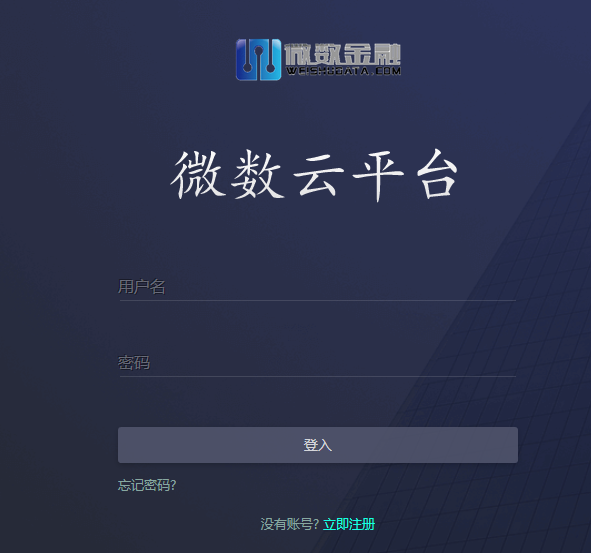 微数金融
微数云平台
用户名
密码
登入
忘记密码?
没有账号? 立即注册